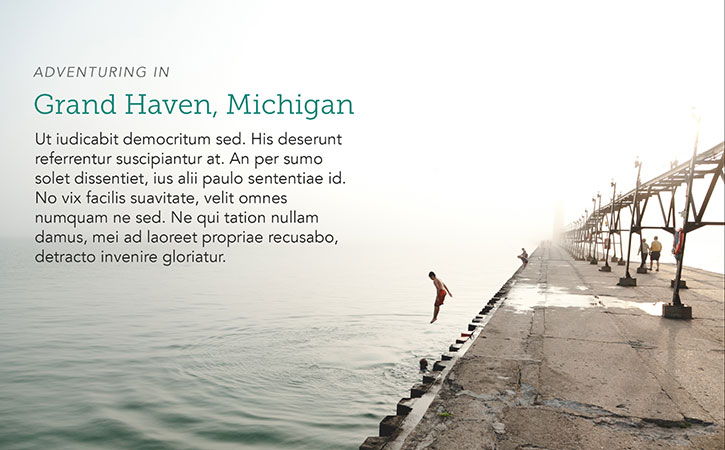 ADVENTURING IN
Grand Haven, Michigan
Ut iudicabit democritum sed. His deserunt
referrentur suscipiantur at. An per sumo
solet dissentiet, ius alii paulo sententiae id.
No vix facilis suavitate, velit omnes
numquam ne sed. Ne qui tation nullam
damus, mei ad laoreet propriae recusabo,
detracto invenire gloriatur.